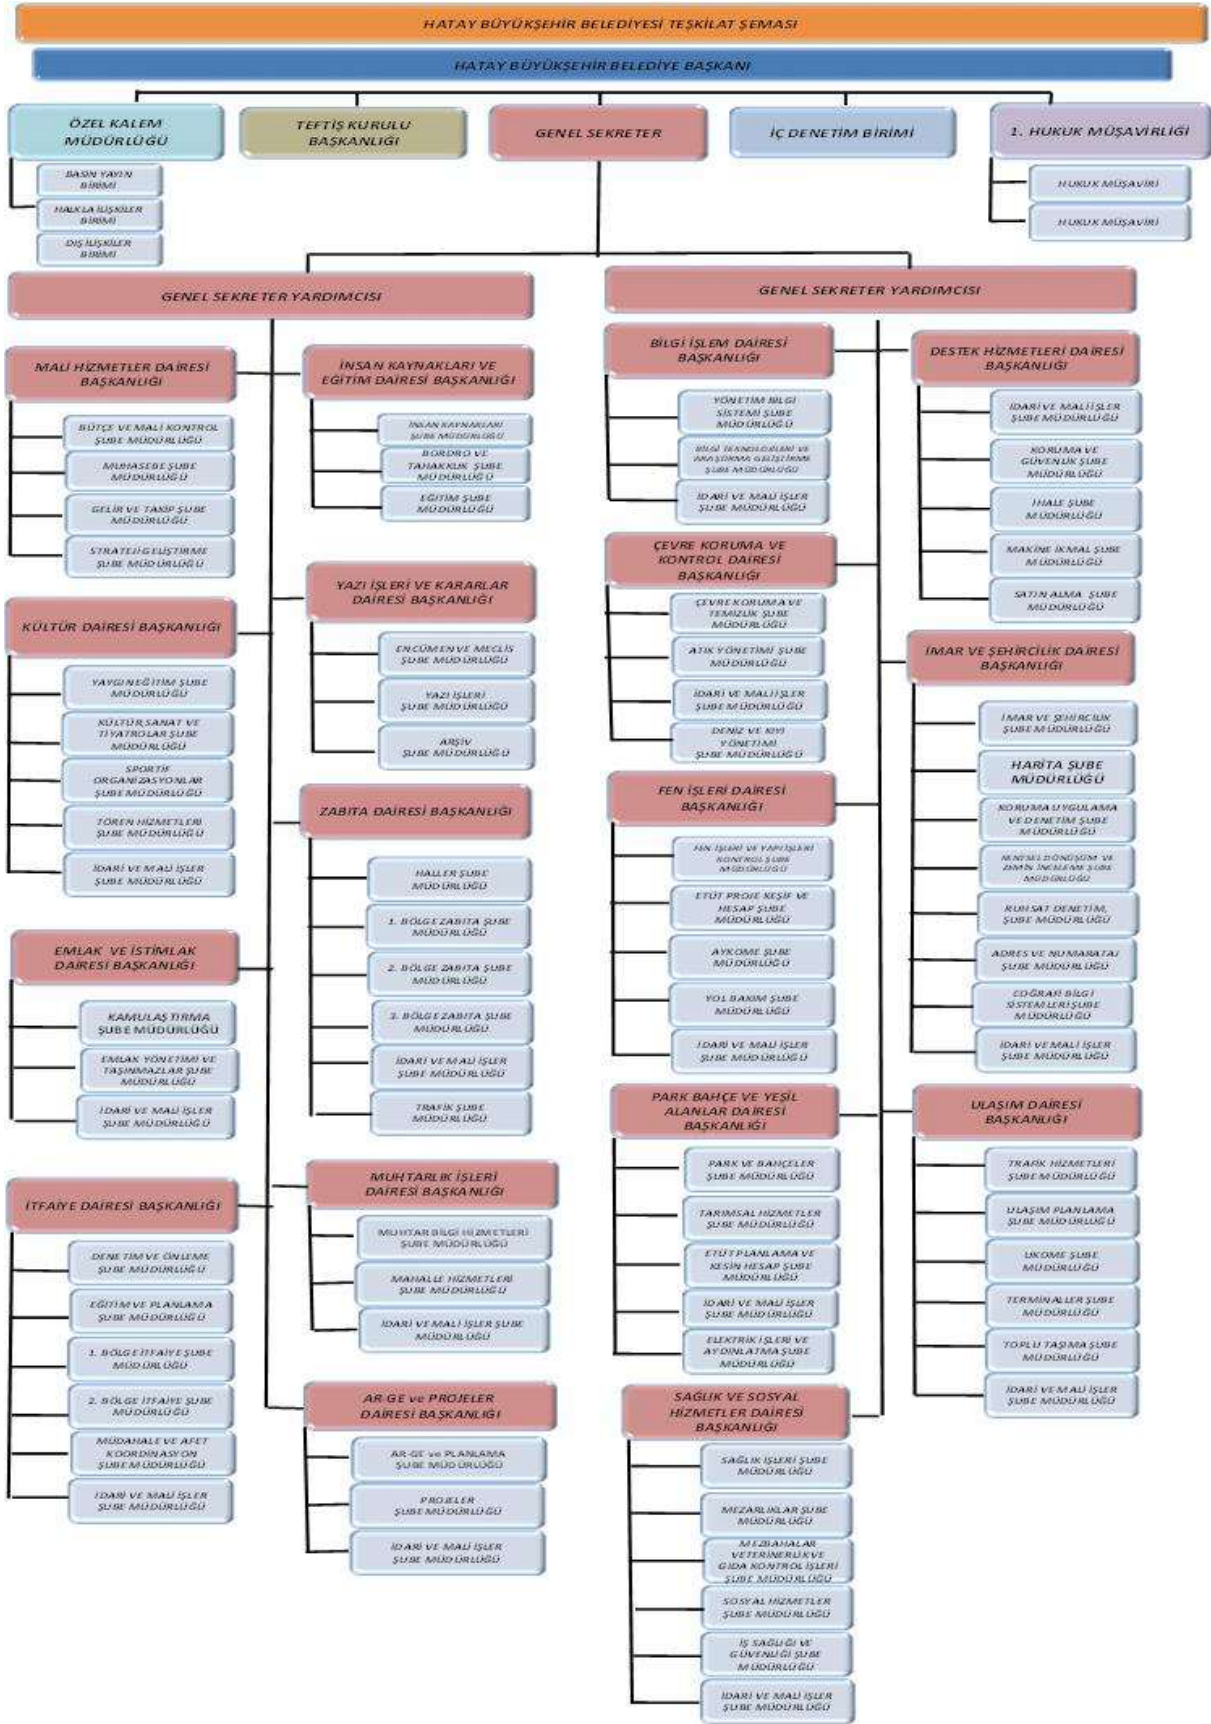 HATAY BÜYÜKŞEHİR BELEDİYESİ TEŞKİLAT ŞEMASI
HATAY BÜYÜKŞEHİR BELEDİYE BAŞKANI
ÖZEL KALEM
MÜDÜRLÜĞÜ
TEFTİŞ KURULU
BAŞKANLIĞI
GENEL SEKRETER
İÇ DENETİM BİRİMİ
1. HUKUK MÜŞAVİRLİĞİ
BASIN YAYIN
BİRİMİ
HALKLA İLİŞKİLER
BİRİMİ
DIŞ İLİŞKİLER
BİRİMİ
HUKUK MÜŞAVİRİ
HUKUK MÜŞAVİRİ
GENEL SEKRETER YARDIMCISI
GENEL SEKRETER YARDIMCISI
MALİ HİZMETLER DAİRESİ
BAŞKANLIĞI
BÜTÇE VE MALİ KONTROL
ŞUBE MÜDÜRLÜĞÜ
MUHASEBE ŞUBE
MÜDÜRLÜĞÜ
GELİR VE TAKİP ŞUBE
MÜDÜRLÜĞÜ
STRATEJİ GELİŞTİRME
ŞUBE MÜDÜRLÜĞÜ
KÜLTÜR DAİRESİ BAŞKANLIĞI
YAYGIN EĞİTİM ŞUBE
MÜDÜRLÜĞÜ
KÜLTÜR,SANAT VE
TİYATROLAR ŞUBE
MÜDÜRLÜĞÜ
SPORTİF
ORGANİZASYONLAR
ŞUBE MÜDÜRLÜĞÜ
TÖREN HİZMETLERİ
ŞUBE MÜDÜRLÜĞÜ
İDARİ VE MALİ İŞLER
ŞUBE MÜDÜRLÜĞÜ
EMLAK VE İSTİMLAK
DAİRESİ BAŞKANLIĞI
KAMULAŞTIRMA
ŞUBE MÜDÜRLÜĞÜ
EMLAK YÖNETİMİ VE
TAŞINMAZLAR ŞUBE
MÜDÜRLÜĞÜ
İDARİ VE MALİ İŞLER
ŞUBE MÜDÜRLÜĞÜ
İTFAİYE DAİRESİ BAŞKANLIĞI
DENETİM VE ÖNLEME
ŞUBE MÜDÜRLÜĞÜ
EĞİTİM VE PLANLAMA
ŞUBE MÜDÜRLÜĞÜ
1. BÖLGE İTFAİYE ŞUBE
MÜDÜRLÜĞÜ
2. BÖLGE İTFAİYE ŞUBE
MÜDÜRLÜĞÜ
MÜDAHALE VE AFET
KOORDİNASYON
ŞUBE MÜDÜRLÜĞÜ
İDARİ VE MALİ İŞLER
ŞUBE MÜDÜRLÜĞÜ
İNSAN KAYNAKLARI VE
EĞİTİM DAİRESİ BAŞKANLIĞI
İNSAN KAYNAKLARI
ŞUBE MÜDÜRLÜĞÜ
BORDRO VE
TAHAKKUK ŞUBE
MÜDÜRLÜĞÜ
EĞİTİM ŞUBE
MÜDÜRLÜĞÜ
YAZI İŞLERİ VE KARARLAR
DAİRESİ BAŞKANLIĞI
ENCÜMEN VE MECLİS
ŞUBE MÜDÜRLÜĞÜ
YAZI İŞLERİ
ŞUBE MÜDÜRLÜĞÜ
ARŞİV
ŞUBE MÜDÜRLÜĞÜ
ZABITA DAİRESİ BAŞKANLIĞI
HALLER ŞUBE
MÜDÜRLÜĞÜ
1. BÖLGE ZABITA ŞUBE
MÜDÜRLÜĞÜ
2. BÖLGE ZABITA ŞUBE
MÜDÜRLÜĞÜ
3. BÖLGE ZABITA ŞUBE
MÜDÜRLÜĞÜ
İDARİ VE MALİ İŞLER
ŞUBE MÜDÜRLÜĞÜ
TRAFİK ŞUBE
MÜDÜRLÜĞÜ
MUHTARLIK İŞLERİ
DAİRESİ BAŞKANLIĞI
MUHTAR BİLGİ HİZMETLERİ
ŞUBE MÜDÜRLÜĞÜ
MAHALLE HİZMETLERİ
ŞUBE MÜDÜRLÜĞÜ
İDARİ VE MALİ İŞLER ŞUBE
MÜDÜRLÜĞÜ
AR-GE ve PROJELER
DAİRESİ BAŞKANLIĞI
AR-GE ve PLANLAMA
ŞUBE MÜDÜRLÜĞÜ
PROJELER
ŞUBE MÜDÜRLÜĞÜ
İDARİ VE MALİ İŞLER
ŞUBE MÜDÜRLÜĞÜ
BİLGİ İŞLEM DAİRESİ
BAŞKANLIĞI
YÖNETİM BİLGİ
SİSTEMİ ŞUBE
MÜDÜRLÜĞÜ
BİLGİ TEKNOLOJİLERİ VE
ARAŞTIRMA GELİŞTİRME
ŞUBE MÜDÜRLÜĞÜ
İDARİ VE MALİ İŞLER
ŞUBE MÜDÜRLÜĞÜ
ÇEVRE KORUMA VE
KONTROL DAİRESİ
BAŞKANLIĞI
ÇEVRE KORUMA VE
TEMİZLİK ŞUBE
MÜDÜRLÜĞÜ
ATIK YÖNETİMİ ŞUBE
MÜDÜRLÜĞÜ
İDARİ VE MALİ İŞLER
ŞUBE MÜDÜRLÜĞÜ
DENİZ VE KIYI
YÖNETİMİ
ŞUBE MÜDÜRLÜĞÜ
FEN İŞLERİ DAİRESİ
BAŞKANLIĞI
FEN İŞLERİ VE YAPI İŞLERİ
KONTROL ŞUBE
MÜDÜRLÜĞÜ
ETÜT PROJE KEŞİF VE
HESAP ŞUBE
MÜDÜRLÜĞÜ
AYKOME ŞUBE
MÜDÜRLÜĞÜ
YOL BAKIM ŞUBE
MÜDÜRLÜĞÜ
İDARİ VE MALİ İŞLER
ŞUBE MÜDÜRLÜĞÜ
PARK BAHÇE VE YEŞİL
ALANLAR DAİRESİ
BAŞKANLIĞI
PARK VE BAHÇELER
ŞUBE MÜDÜRLÜĞÜ
TARIMSAL HİZMETLER
ŞUBE MÜDÜRLÜĞÜ
ETÜT PLANLAMA VE
KESİN HESAP ŞUBE
MÜDÜRLÜĞÜ
İDARİ VE MALİ İŞLER
ŞUBE MÜDÜRLÜĞÜ
ELEKTRİK İŞLERİ VE
AYDINLATMA ŞUBE
MÜDÜRLÜĞÜ
SAĞLIK VE SOSYAL
HİZMETLER DAİRESİ
BAŞKANLIĞI
SAĞLIK İŞLERİ ŞUBE
MÜDÜRLÜĞÜ
MEZARLIKLAR ŞUBE
MÜDÜRLÜĞÜ
MEZBAHALAR
VETERİNERLİK VE
GIDA KONTROL İŞLERİ
ŞUBE MÜDÜRLÜĞÜ
SOSYAL HİZMETLER
ŞUBE MÜDÜRLÜĞÜ
İŞ SAĞLIĞI VE
GÜVENLİĞİ ŞUBE
MÜDÜRLÜĞÜ
İDARİ VE MALİ İŞLER
ŞUBE MÜDÜRLÜĞÜ
DESTEK HİZMETLERİ DAİRESİ
BAŞKANLIĞI
İDARİ VE MALİ İŞLER
ŞUBE MÜDÜRLÜĞÜ
KORUMA VE
GÜVENLİK ŞUBE
MÜDÜRLÜĞÜ
İHALE ŞUBE
MÜDÜRLÜĞÜ
MAKİNE İKMAL ŞUBE
MÜDÜRLÜĞÜ
SATIN ALMA ŞUBE
MÜDÜRLÜĞÜ
İMAR VE ŞEHİRCİLİK DAİRESİ
BAŞKANLIĞI
İMAR VE ŞEHİRCİLİK
ŞUBE MÜDÜRLÜĞÜ
HARİTA ŞUBE
MÜDÜRLÜĞÜ
KORUMA UYGULAMA
VE DENETİM ŞUBE
MÜDÜRLÜĞÜ
KENTSEL DÖNÜŞÜM VE
ZEMİN İNCELEME ŞUBE
MÜDÜRLÜĞÜ
RUHSAT DENETİM,
ŞUBE MÜDÜRLÜĞÜ
ADRES VE NUMARATAJ
ŞUBE MÜDÜRLÜĞÜ
COĞRAFİ BİLGİ
SİSTEMLERİ ŞUBE
MÜDÜRLÜĞÜ
İDARİ VE MALİ İŞLER
ŞUBE MÜDÜRLÜĞÜ
ULAŞIM DAİRESİ
BAŞKANLIĞI
TRAFİK HİZMETLERİ
ŞUBE MÜDÜRLÜĞÜ
ULAŞIM PLANLAMA
ŞUBE MÜDÜRLÜĞÜ
UKOME ŞUBE
MÜDÜRLÜĞÜ
TERMİNALLER ŞUBE
MÜDÜRLÜĞÜ
TOPLU TAŞIMA ŞUBE
MÜDÜRLÜĞÜ
İDARİ VE MALİ İŞLER
ŞUBE MÜDÜRLÜĞÜ